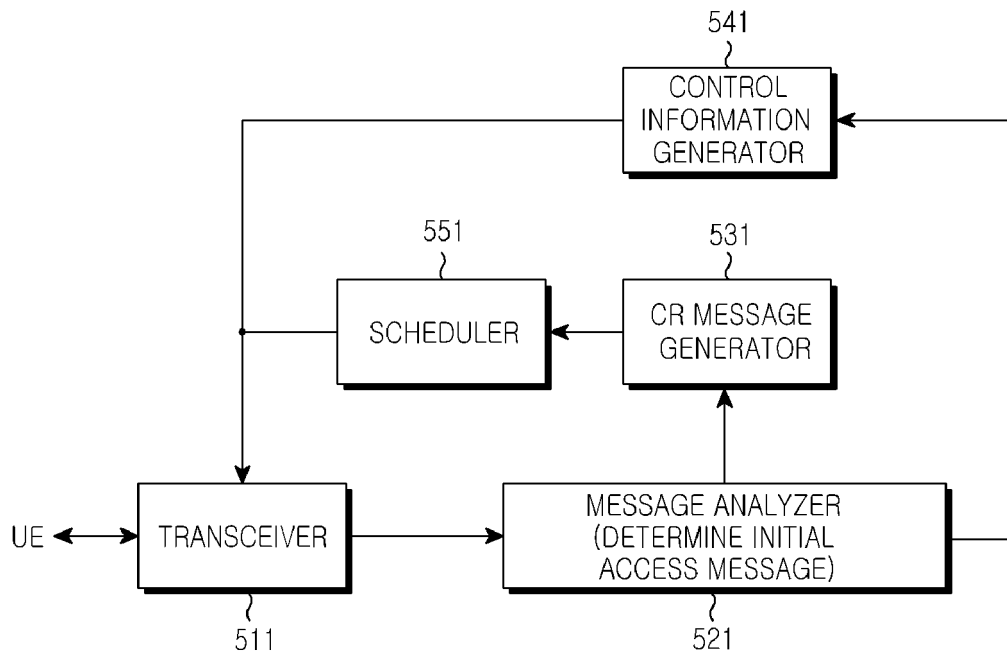 541
CONTROL
INFORMATION
GENERATOR
551
531
SCHEDULER
CR MESSAGE
GENERATOR
UE
TRANSCEIVER
MESSAGE ANALYZER
(DETERMINE INITIAL
ACCESS MESSAGE)
511
521